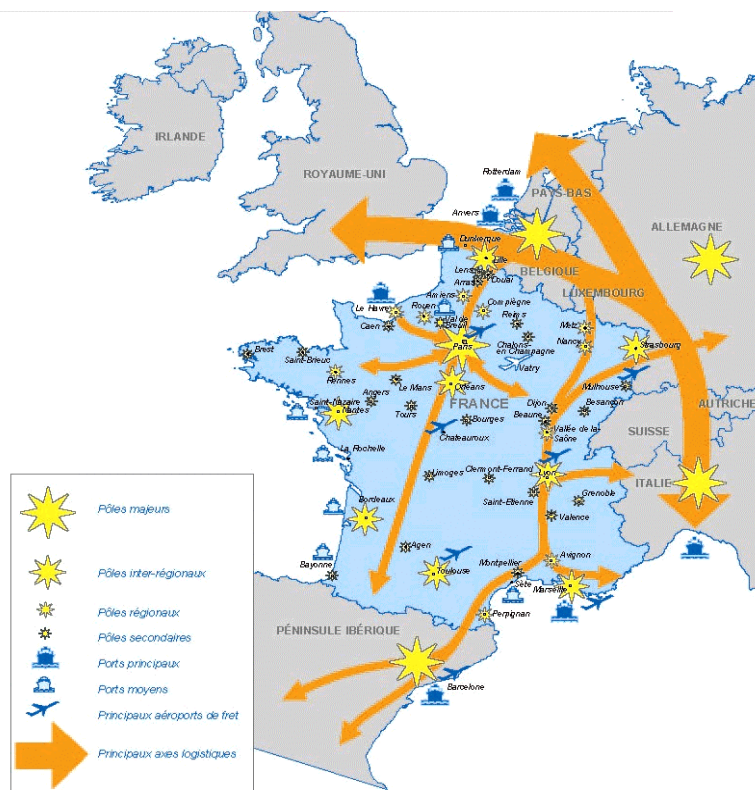 IRLANDE
ROYAUME-UNI
Rotterdam
PAYS-BAS
Anvers
ALLEMAGNE
Dunkerque
Lille
Lens
Douai
Arras
BELGIQUE
LUXEMBOURG
Amiens
Compiègne
Le Havre
Rouen
Val de
Reuil
Reims
Caen
Metz
Paris
Chalons-
en Champagne
Nancy
Strasbourg
Brest
Saint-Brieuc
Vatry
Rennes
Le Mans
Orléans
Mulhouse
Angers
FRANCE
Dijon
Besançon
AUTRICHE
Saint-Nazaire
Nantes
Tours
Bourges
Beaune
Vallée de la
Saône
SUISSE
Chateauroux
La Rochelle
Limoges
Clermont-Ferrand
Lyon
ITALIE
Saint-Etienne
Grenoble
Bordeaux
Valence
Agen
Avignon
Bayonne
Toulouse
Montpellier
Sète
Marseille
Perpignan
PÉNINSULE IBÉRIQUE
Barcelone
Pôles majeurs
Pôles inter-régionaux
Pôles régionaux
Pôles secondaires
Ports principaux
Ports moyens
Principaux aéroports de fret
Principaux axes logistiques